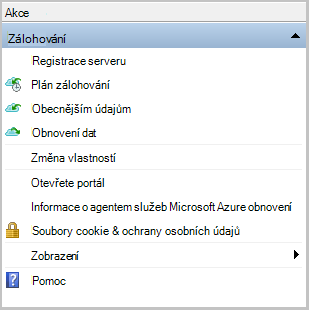 Akce
Zálohování
Registrace serveru
Plán zálohování
Obecnějším údajům
Obnovení dat
Změna vlastností
Otevřete portál
Informace o agentem služeb Microsoft Azure obnovení
Soubory cookie & ochrany osobních údajů
Zobrazení
Pomoc